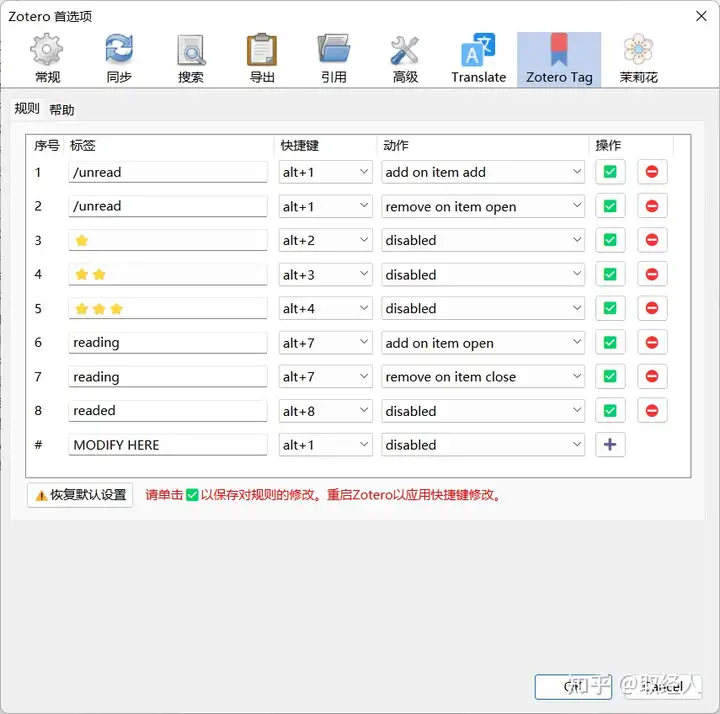 Zotero 首选项
常规 同步 搜索 导出 引用 高级 Translate Zotero Tag 茉莉花
规则 帮助
序号 标签 快捷键 动作 操作
1 /unread alt+1 add on item add
2 /unread alt+1 remove on item open
3 ⭐ alt+2 disabled
4 ⭐⭐ alt+3 disabled
5 ⭐⭐⭐ alt+4 disabled
6 reading alt+7 add on item open
7 reading alt+7 remove on item close
8 readed alt+8 disabled
# MODIFY HERE alt+1 disabled
恢复默认设置 请单击✅以保存对规则的修改。重启Zotero以应用快捷键修改。
OK Cancel
知乎 @取经人